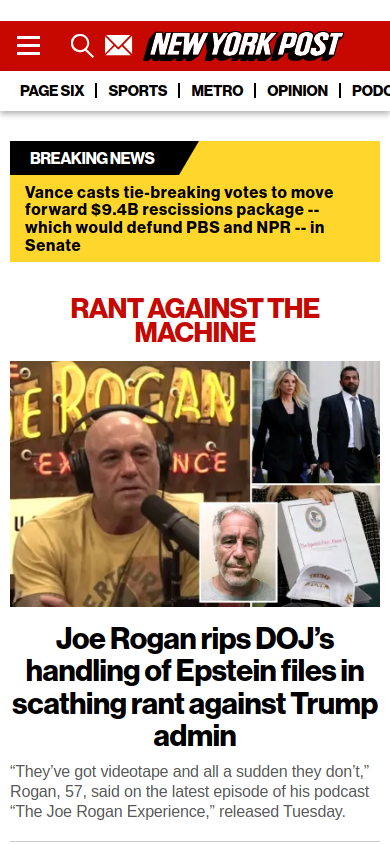 NEW YORK POST
PAGE SIX | SPORTS | METRO | OPINION | PODC
BREAKING NEWS
Vance casts tie-breaking votes to move
forward $9.4B rescissions package --
which would defund PBS and NPR -- in
Senate
RANT AGAINST THE
MACHINE
E ROGAN
EX NCE
TRUMP
Joe Rogan rips DOJ’s
handling of Epstein files in
scathing rant against Trump
admin
“They’ve got videotape and all a sudden they don’t,”
Rogan, 57, said on the latest episode of his podcast
“The Joe Rogan Experience,” released Tuesday.